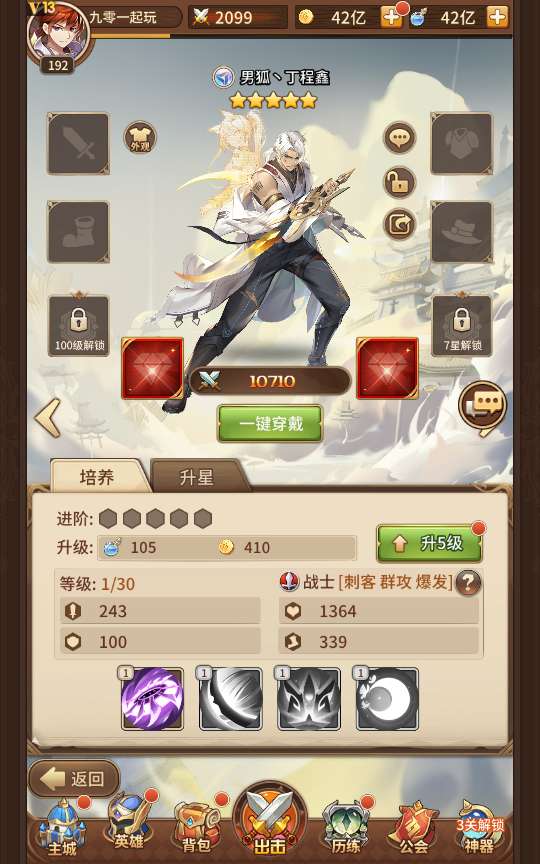 V13
九零一起玩
2099
42亿
42亿
192
男狐丶丁程鑫
外观
100级解锁
7星解锁
10710
一键穿戴
培养
升星
进阶:
升级: 105 410
升5级
等级: 1/30
战士 [刺客 群攻 爆发]
?
243
1364
100
339
1
1
1
1
返回
3关解锁
主城
英雄
背包
出击
历练
公会
神器